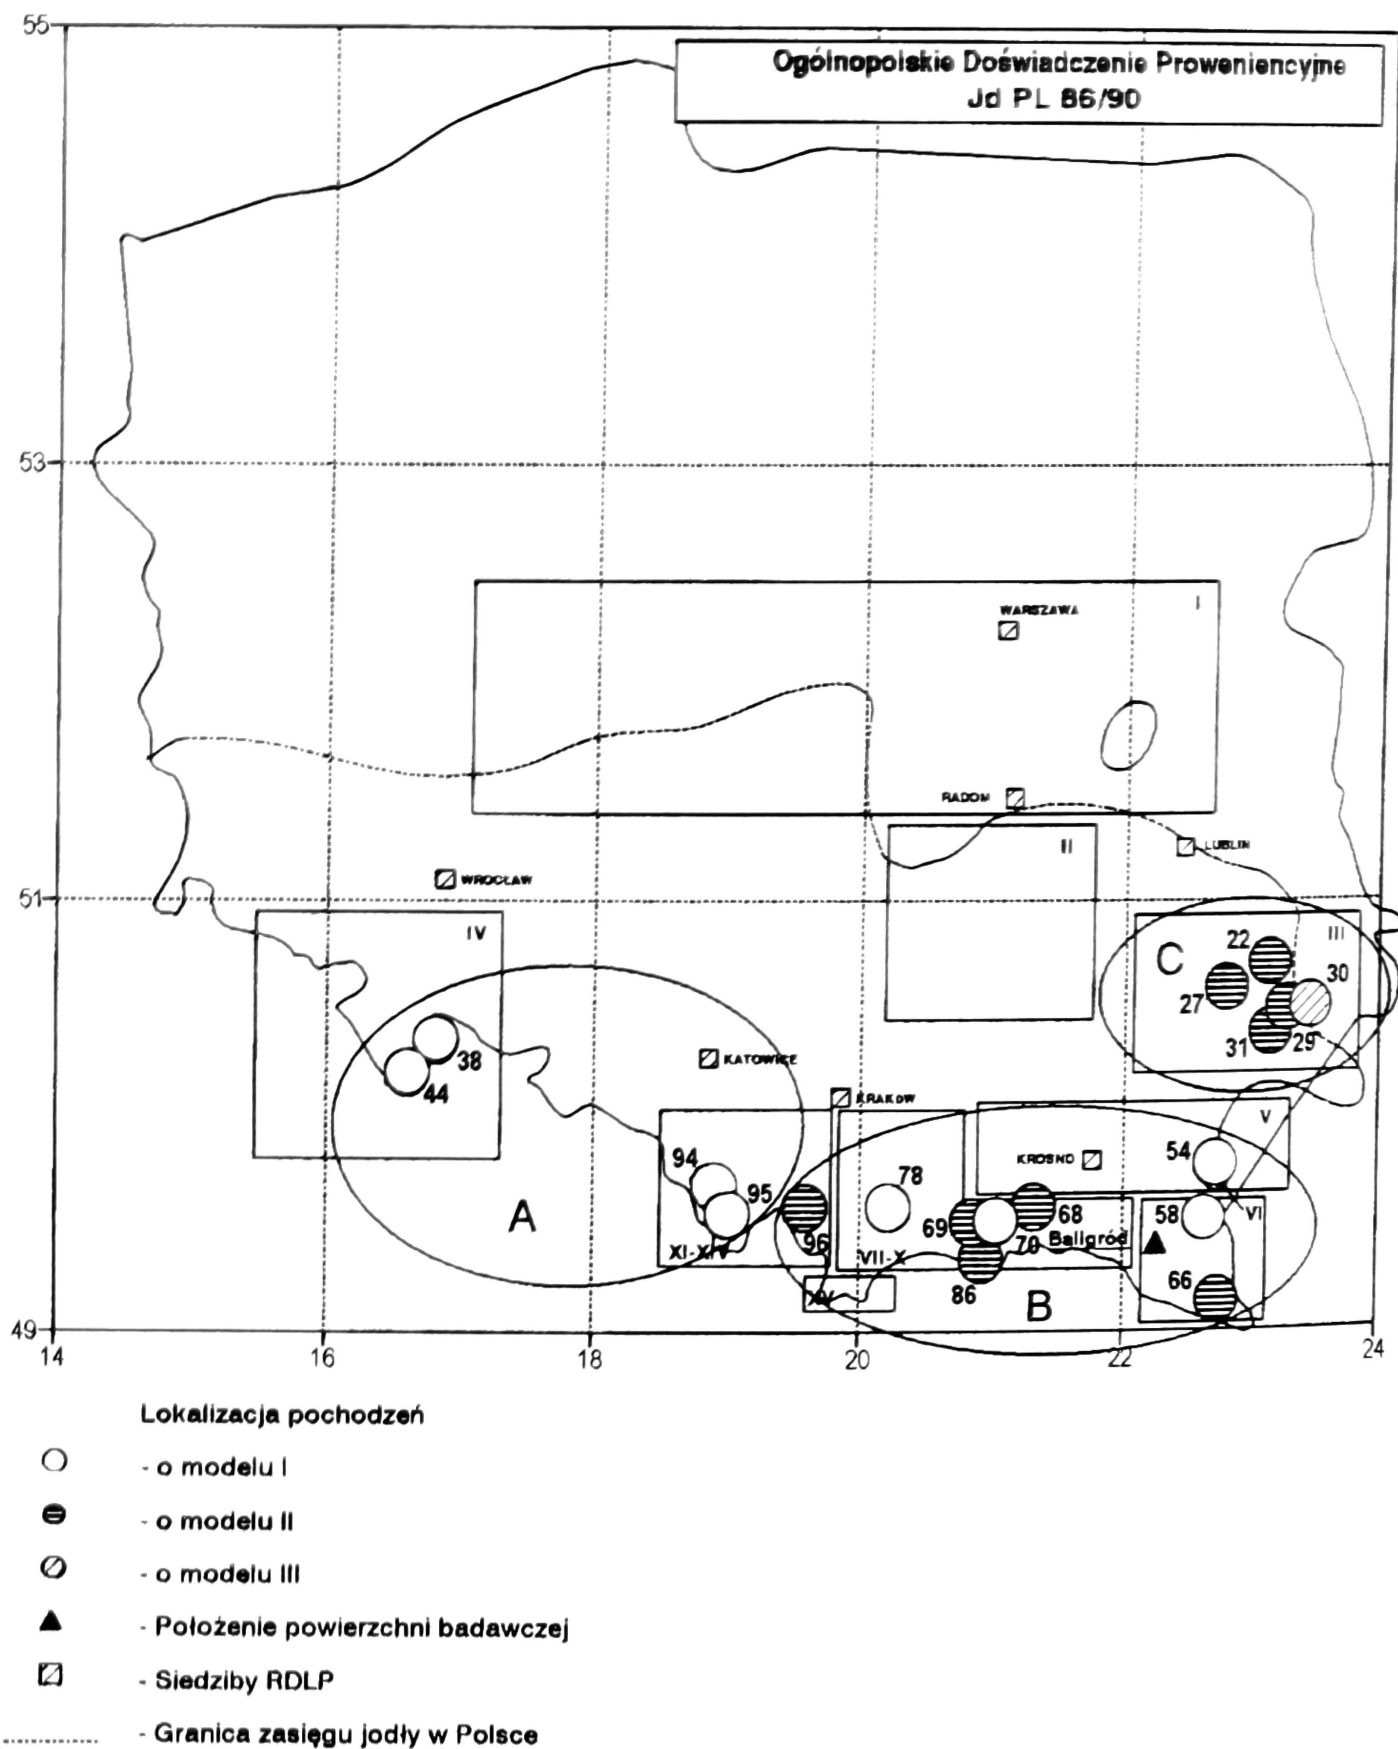 55
Ogólnopolskie Doświadczenie Proweniencyjne
Jd PL 86/90
53
I
WARSZAWA
RADOM
II
LUBLIN
WROCŁAW
51
IV
III
C
22
30
27
31
29
38
44
KATOWICE
KRAKOW
V
KROSNO
54
94
95
78
A
96
69
68
70
Baligród
58
VI
XI-XIV
VII-X
86
66
XV
B
49
14
16
18
20
22
24
Lokalizacja pochodzeń
- o modelu I
- o modelu II
- o modelu III
- Położenie powierzchni badawczej
- Siedziby RDLP
- Granica zasięgu jodły w Polsce